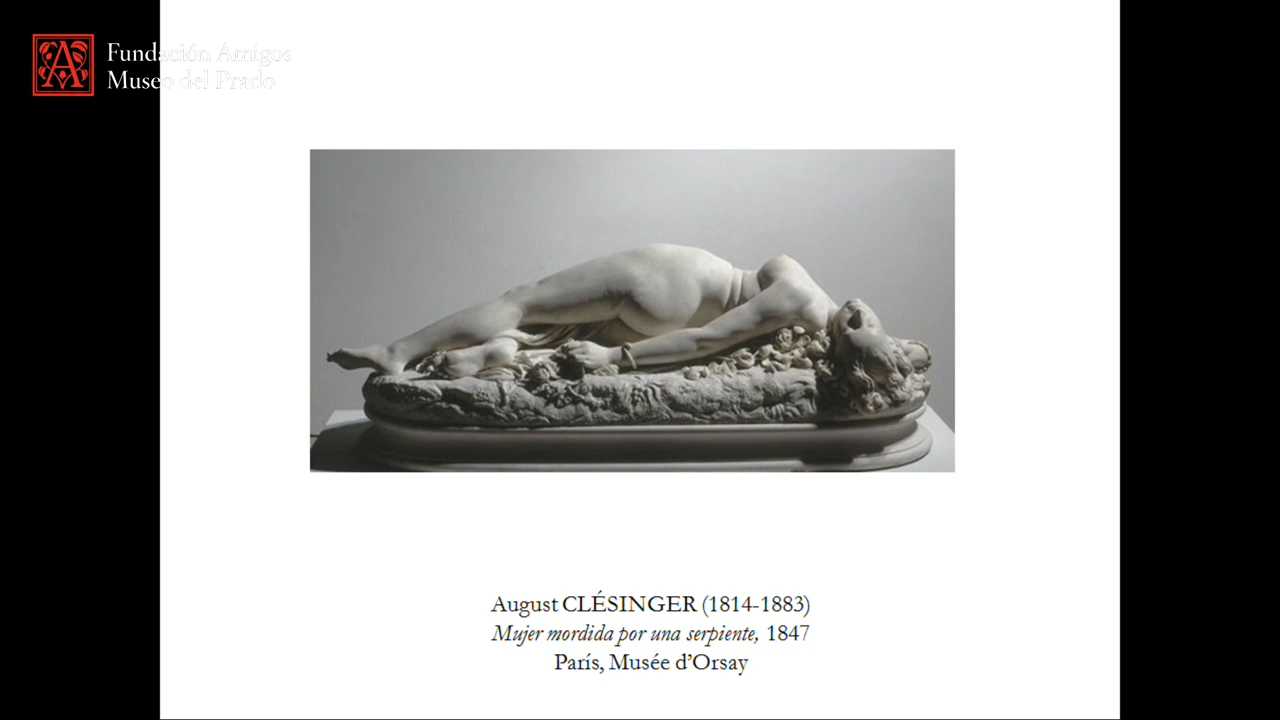 Fundación Amigos
Museo del Prado
August CLÉSINGER (1814-1883)
Mujer mordida por una serpiente, 1847
París, Musée d’Orsay